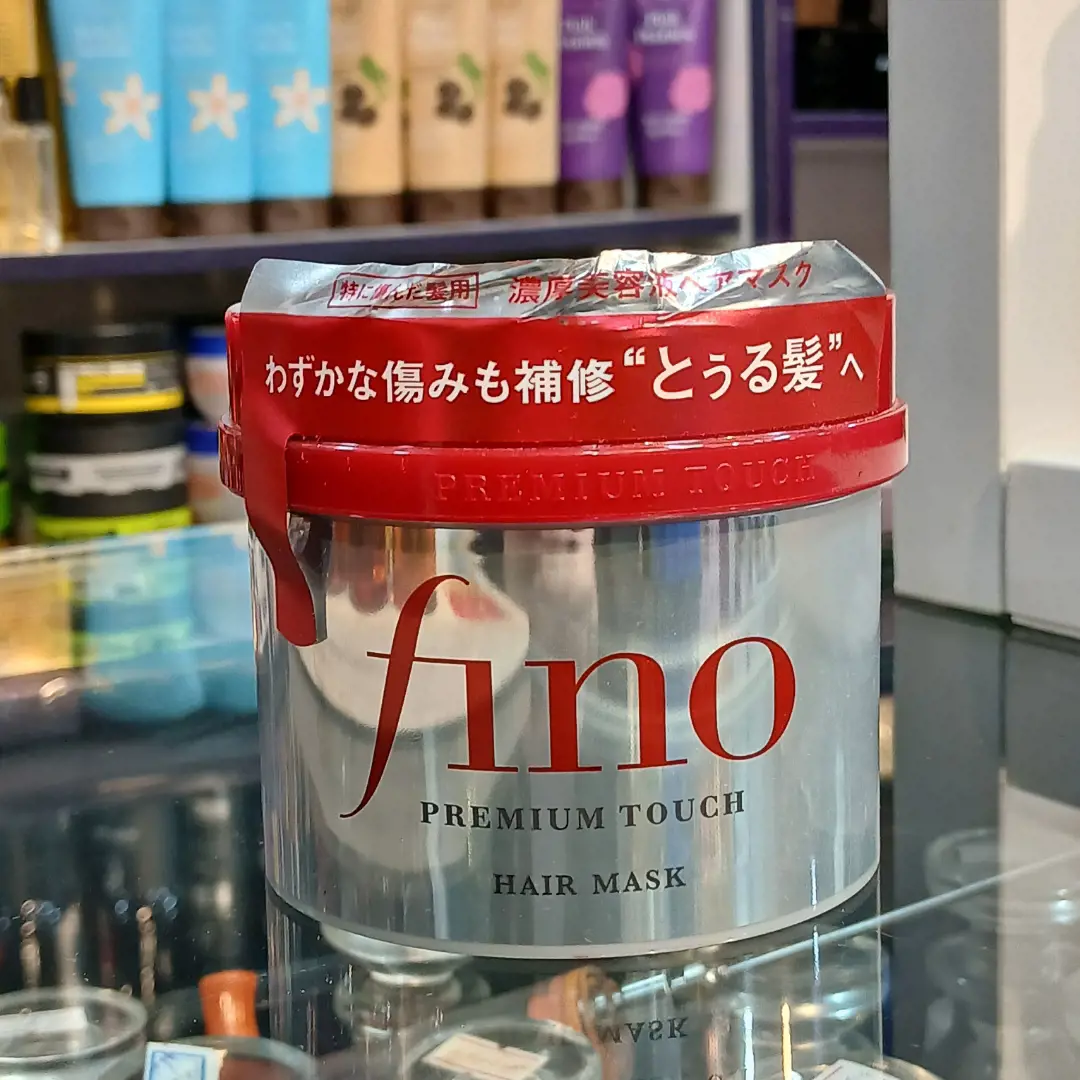 特に傷んだ髪用 濃厚美容液ヘアマスク
わずかな傷みも補修“とぅる髪”へ
PREMIUM TOUCH
fino
PREMIUM TOUCH
HAIR MASK